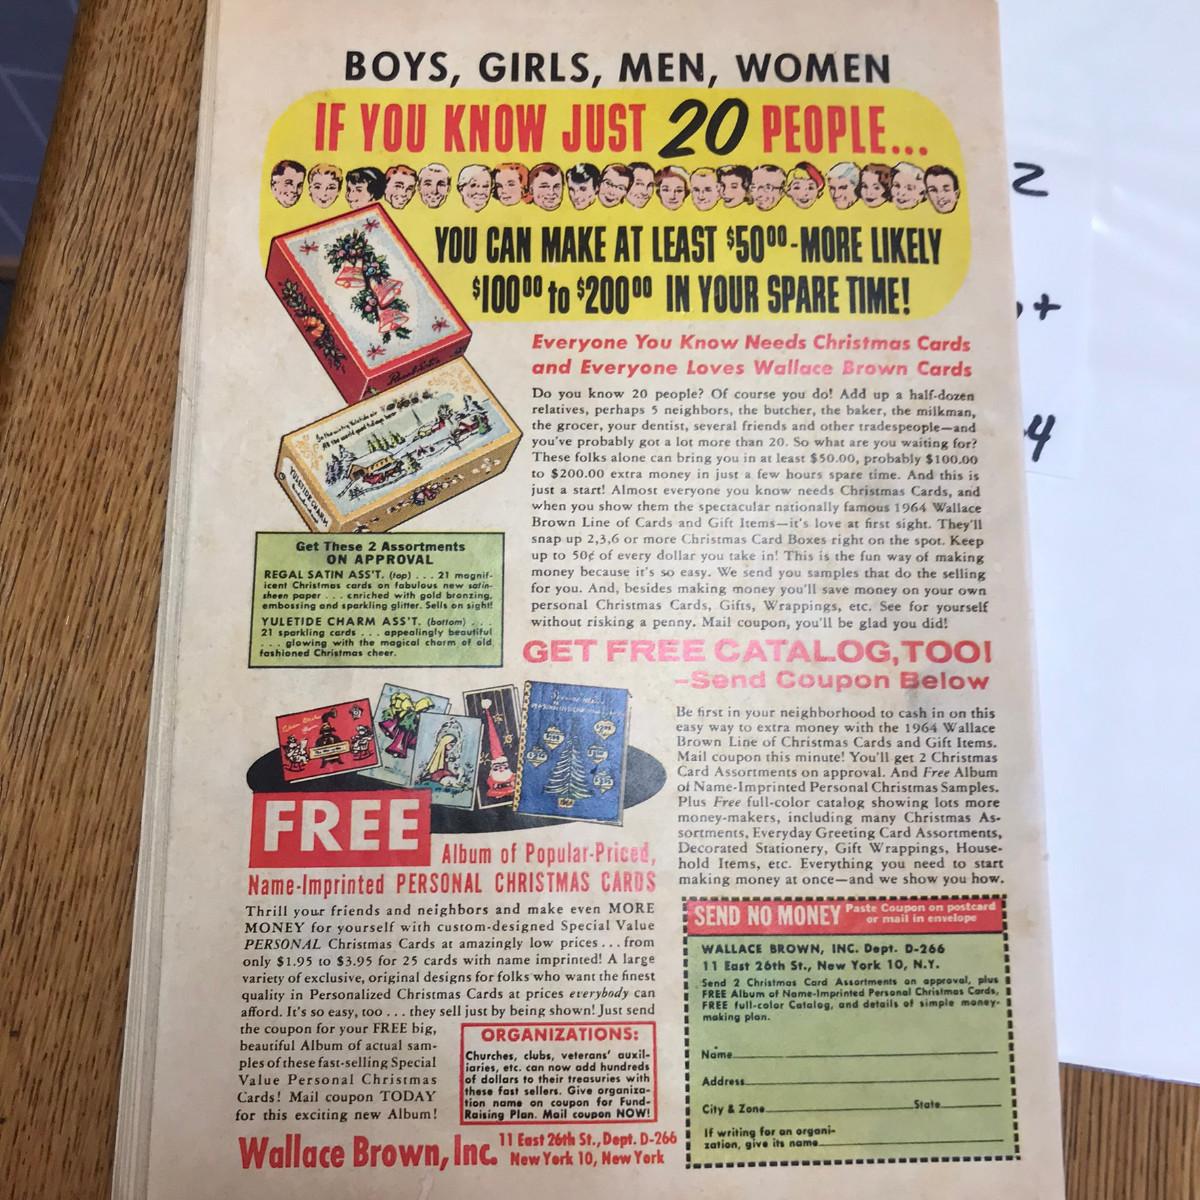 BOYS, GIRLS, MEN, WOMEN
IF YOU KNOW JUST 20 PEOPLE...
YOU CAN MAKE AT LEAST $50⁰⁰-MORE LIKELY
$100⁰⁰ to $200⁰⁰ IN YOUR SPARE TIME!
Everyone You Know Needs Christmas Cards
and Everyone Loves Wallace Brown Cards
Do you know 20 people? Of course you do! Add up a half-dozen
relatives, perhaps 5 neighbors, the butcher, the baker, the milkman,
the grocer, your dentist, several friends and other tradespeople—and
you've probably got a lot more than 20. So what are you waiting for?
These folks alone can bring you in at least $50.00, probably $100.00
to $200.00 extra money in just a few hours spare time. And this is
just a start! Almost everyone you know needs Christmas Cards, and
when you show them the spectacular nationally famous 1964 Wallace
Brown Line of Cards and Gift Items—it's love at first sight. They'll
snap up 2,3,6 or more Christmas Card Boxes right on the spot. Keep
up to 50¢ of every dollar you take in! This is the fun way of making
money because it's so easy. We send you samples that do the selling
for you. And, besides making money you'll save money on your own
personal Christmas Cards, Gifts, Wrappings, etc. See for yourself
without risking a penny. Mail coupon, you'll be glad you did!
YULETIDE CHARM
Get These 2 Assortments
ON APPROVAL
REGAL SATIN ASS'T. (top) . . . 21 magnif-
icent Christmas cards on fabulous new satin-
sheen paper . . . enriched with gold bronzing,
embossing and sparkling glitter. Sells on sight!
YULETIDE CHARM ASS'T. (bottom) . . .
21 sparkling cards . . . appealingly beautiful
. . . glowing with the magical charm of old
fashioned Christmas cheer.
GET FREE CATALOG,TOO!
-Send Coupon Below
Be first in your neighborhood to cash in on this
easy way to extra money with the 1964 Wallace
Brown Line of Christmas Cards and Gift Items.
Mail coupon this minute! You'll get 2 Christmas
Card Assortments on approval. And Free Album
of Name-Imprinted Personal Christmas Samples.
Plus Free full-color catalog showing lots more
money-makers, including many Christmas As-
sortments, Everyday Greeting Card Assortments,
Decorated Stationery, Gift Wrappings, House-
hold Items, etc. Everything you need to start
making money at once—and we show you how.
FREE
Album of Popular-Priced,
Name-Imprinted PERSONAL CHRISTMAS CARDS
Thrill your friends and neighbors and make even MORE
MONEY for yourself with custom-designed Special Value
PERSONAL Christmas Cards at amazingly low prices . . . from
only $1.95 to $3.95 for 25 cards with name imprinted! A large
variety of exclusive, original designs for folks who want the finest
quality in Personalized Christmas Cards at prices everybody can
afford. It's so easy, too . . . they sell just by being shown! Just send
the coupon for your FREE big,
beautiful Album of actual sam-
ples of these fast-selling Special
Value Personal Christmas
Cards! Mail coupon TODAY
for this exciting new Album!
ORGANIZATIONS:
Churches, clubs, veterans' auxil-
iaries, etc. can now add hundreds
of dollars to their treasuries with
these fast sellers. Give organiza-
tion name on coupon for Fund-
Raising Plan. Mail coupon NOW!
Wallace Brown, Inc. 11 East 26th St., Dept. D-266
New York 10, New York
SEND NO MONEY Paste Coupon on postcard
or mail in envelope
WALLACE BROWN, INC. Dept. D-266
11 East 26th St., New York 10, N.Y.
Send 2 Christmas Card Assortments on approval, plus
FREE Album of Name-Imprinted Personal Christmas Cards,
FREE full-color Catalog, and details of simple money-
making plan.
Name
Address
City & Zone State
If writing for an organi-
zation, give its name